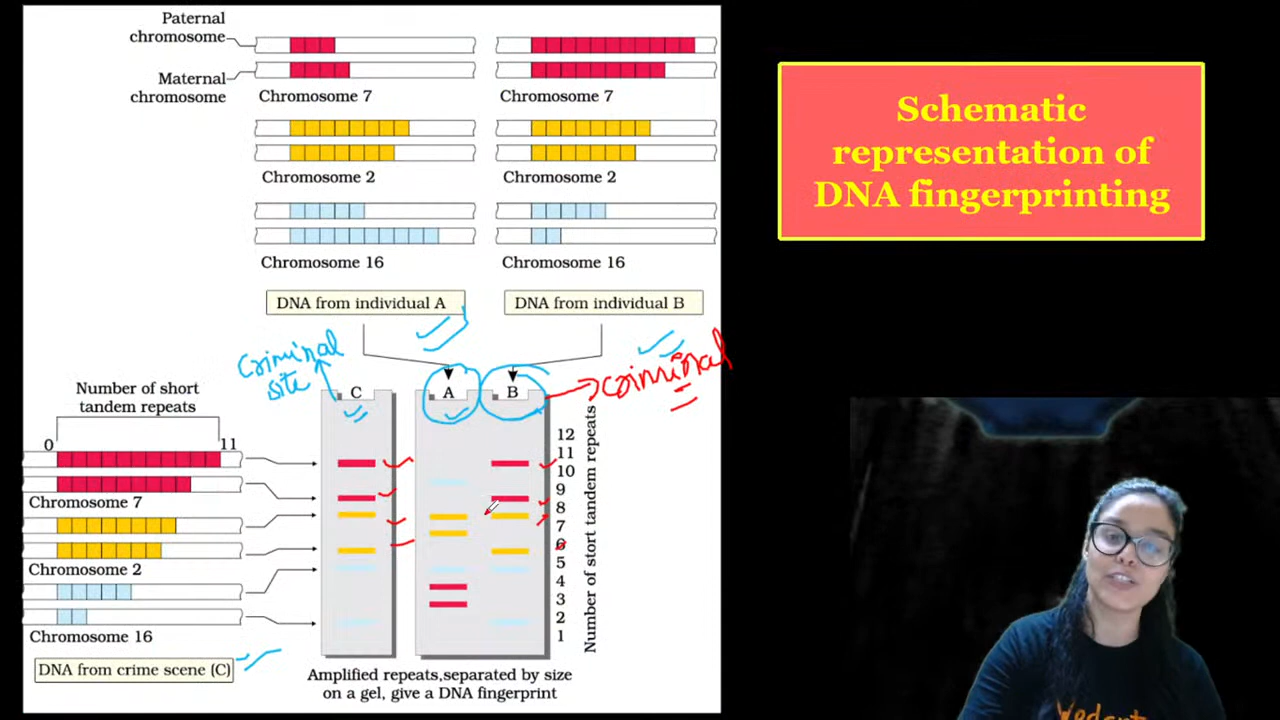 Paternal
chromosome
Maternal
chromosome
Chromosome 7
Chromosome 7
Chromosome 2
Chromosome 2
Chromosome 16
Chromosome 16
DNA from individual A
DNA from individual B
Schematic
representation of
DNA fingerprinting
Criminal
site
criminal
Number of short
tandem repeats
0
11
C
A
B
12
11
10
9
8
7
6
5
4
3
2
1
Number of stort tandem repeats
Chromosome 7
Chromosome 2
Chromosome 16
DNA from crime scene (C)
Amplified repeats,separated by size
on a gel, give a DNA fingerprint